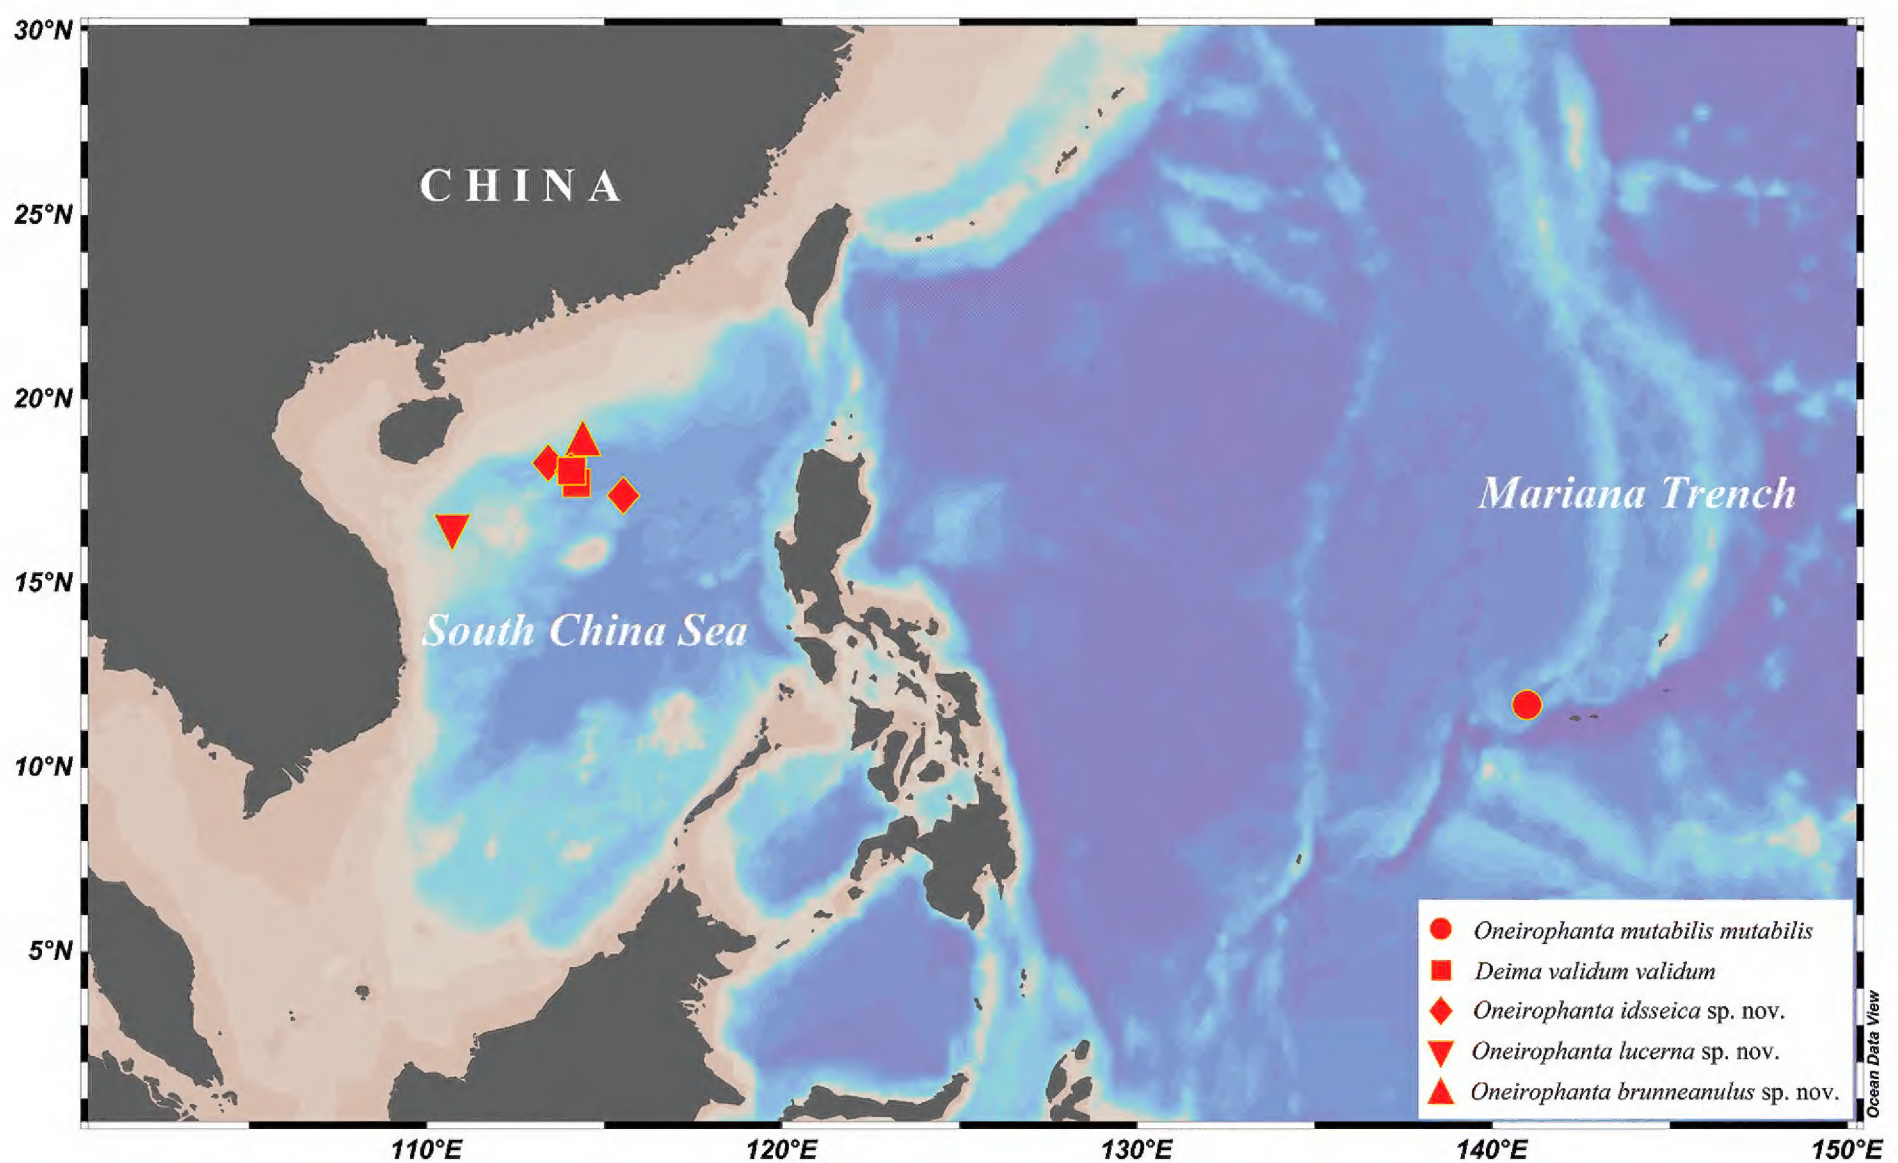 30°N
25°N
20°N
15°N
10°N
5°N
CHINA
South China Sea
Mariana Trench
Oneirophanta mutabilis mutabilis
Deima validum validum
Oneirophanta idsseica sp. nov.
Oneirophanta lucerna sp. nov.
Oneirophanta brunneanulus sp. nov.
Ocean Data View
110°E
120°E
130°E
140°E
150°E